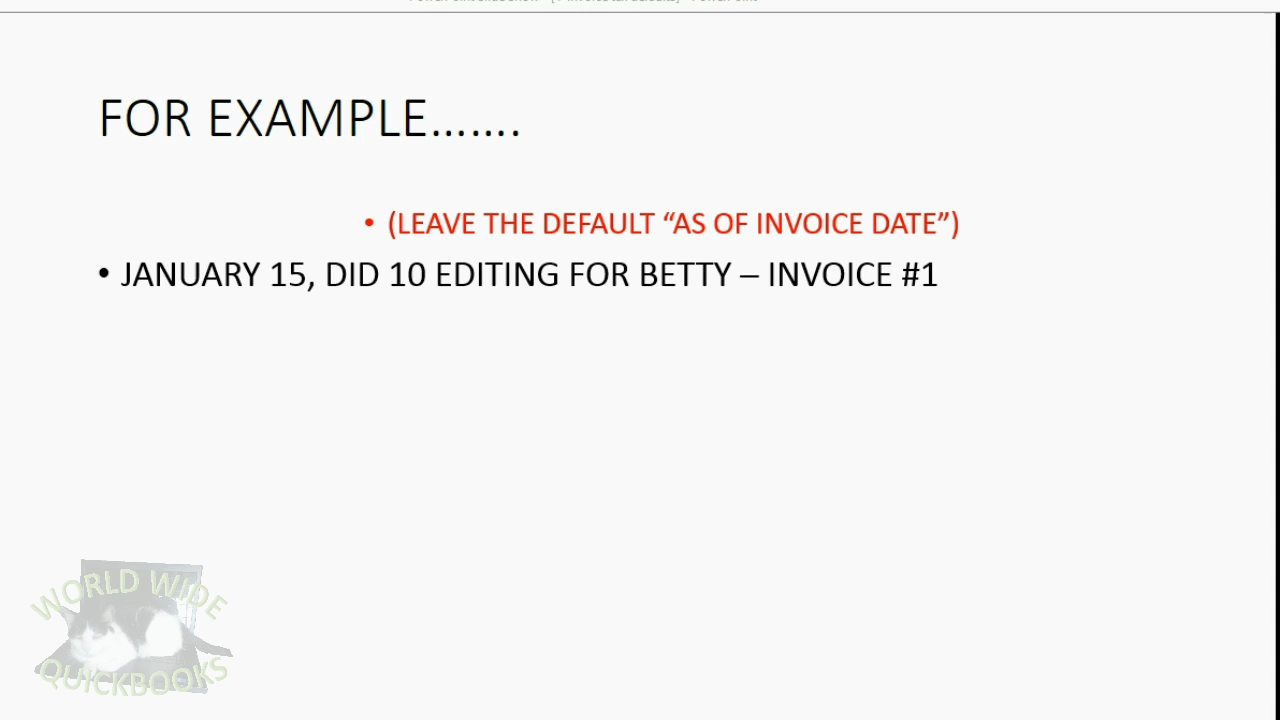 FOR EXAMPLE.......
• (LEAVE THE DEFAULT “AS OF INVOICE DATE”)
• JANUARY 15, DID 10 EDITING FOR BETTY – INVOICE #1
WORLD WIDE
QUICKBOOKS